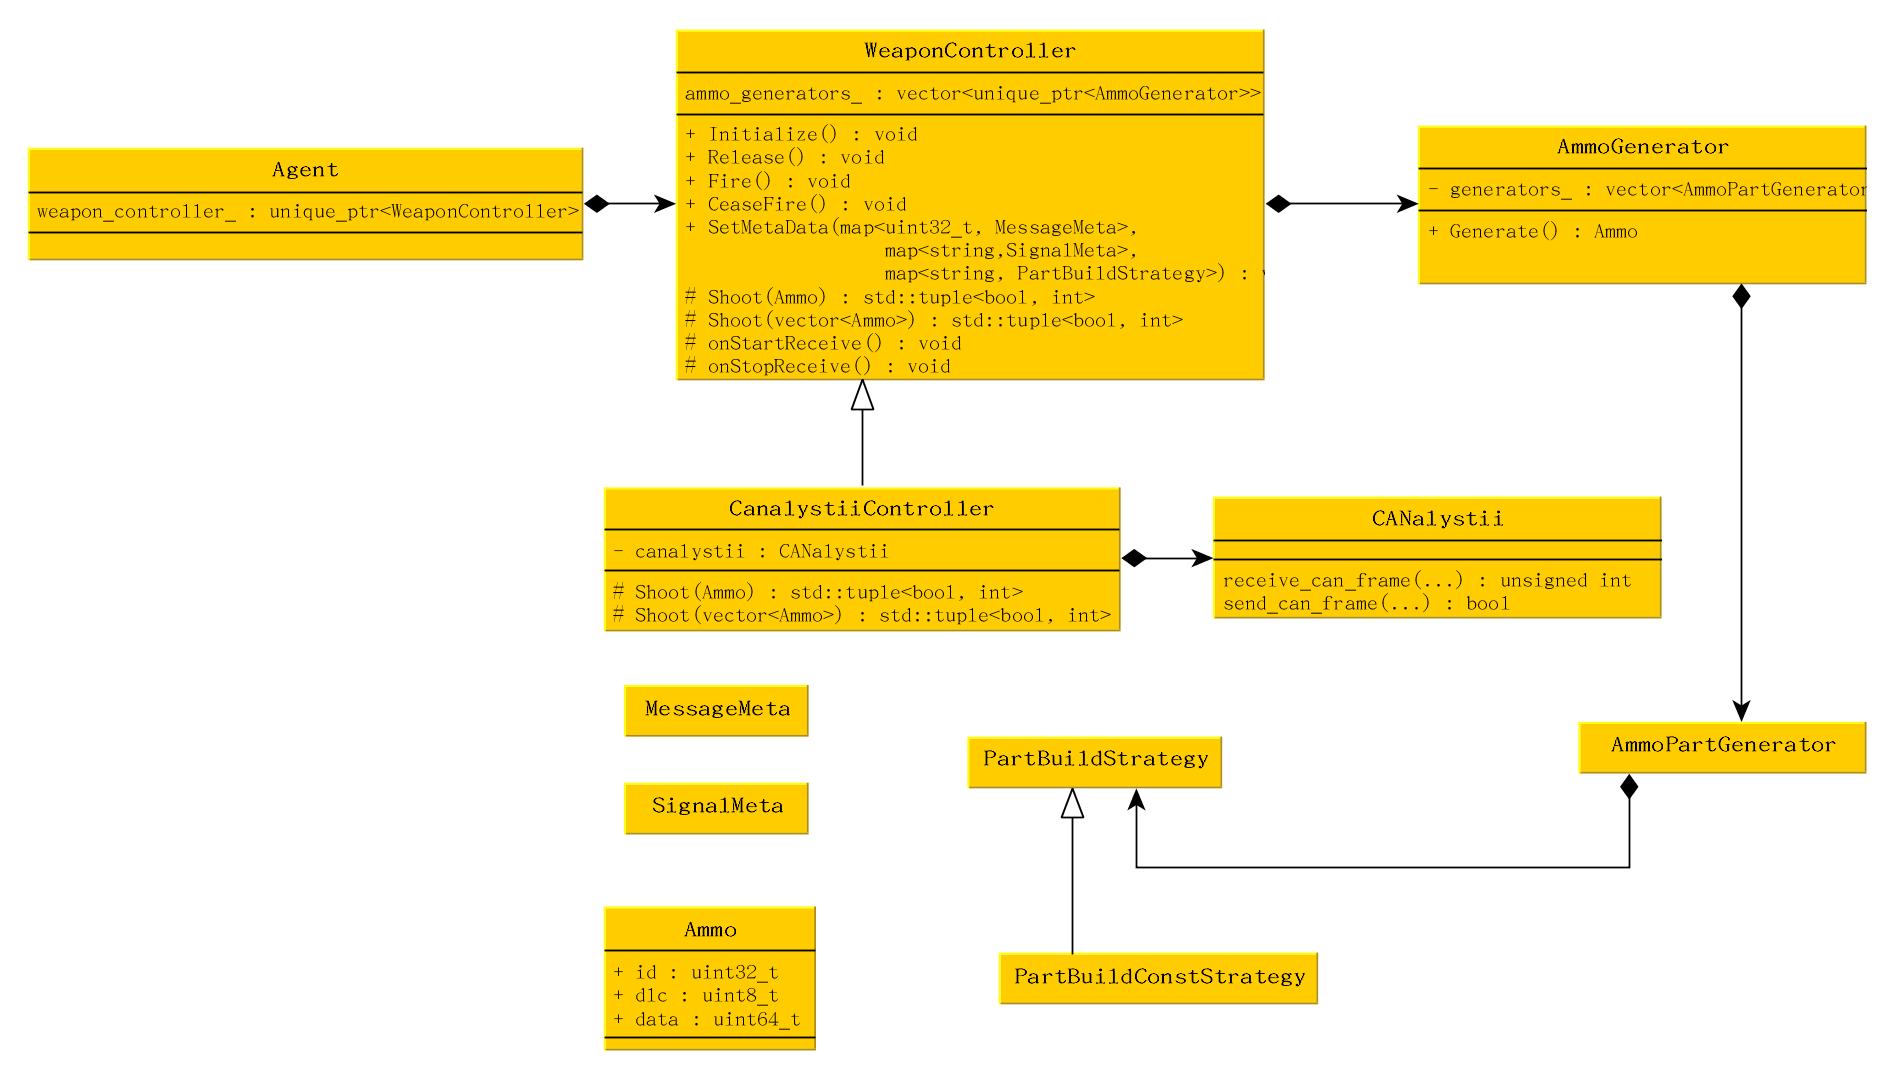 WeaponController
ammo_generators_ : vector<unique_ptr<AmmoGenerator>>
+ Initialize() : void
+ Release() : void
+ Fire() : void
+ CeaseFire() : void
+ SetMetaData(map<uint32_t, MessageMeta>,
map<string,SignalMeta>,
map<string, PartBuildStrategy>) :
# Shoot(Ammo) : std::tuple<bool, int>
# Shoot(vector<Ammo>) : std::tuple<bool, int>
# onStartReceive() : void
# onStopReceive() : void
Agent
weapon_controller_ : unique_ptr<WeaponController>
AmmoGenerator
- generators_ : vector<AmmoPartGenerator
+ Generate() : Ammo
CanalystiiController
- canalystii : CANalystii
# Shoot(Ammo) : std::tuple<bool, int>
# Shoot(vector<Ammo>) : std::tuple<bool, int>
CANalystii
receive_can_frame(...) : unsigned int
send_can_frame(...) : bool
MessageMeta
SignalMeta
PartBuildStrategy
AmmoPartGenerator
Ammo
+ id : uint32_t
+ dlc : uint8_t
+ data : uint64_t
PartBuildConstStrategy